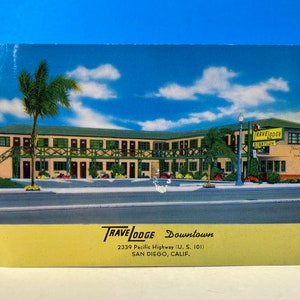 TRAVELODGE
TRAVELODGE Downtown
2339 Pacific Highway (U. S. 101)
SAN DIEGO, CALIF.